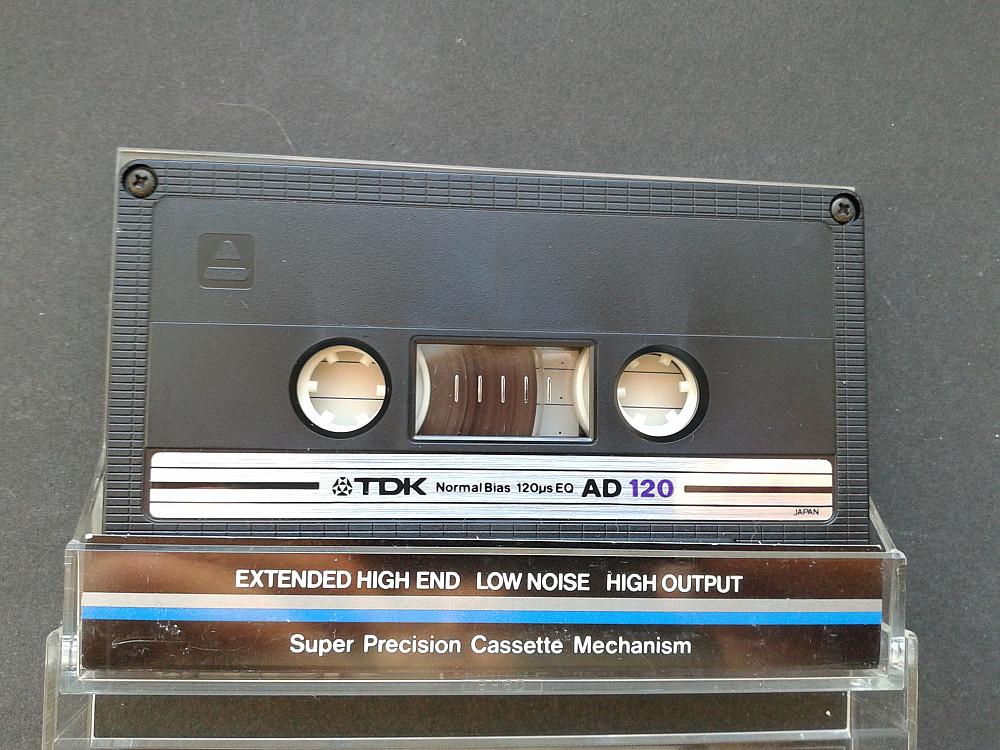 TDK Normal Bias 120µs EQ AD 120
JAPAN
EXTENDED HIGH END LOW NOISE HIGH OUTPUT
Super Precision Cassette Mechanism